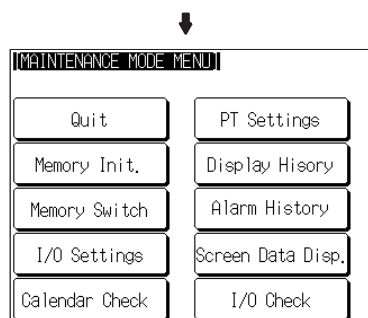 [MAINTENANCE MODE MENU]
Quit
PT Settings
Memory Init.
Display Hisory
Memory Switch
Alarm History
I/O Settings
Screen Data Disp.
Calendar Check
I/O Check